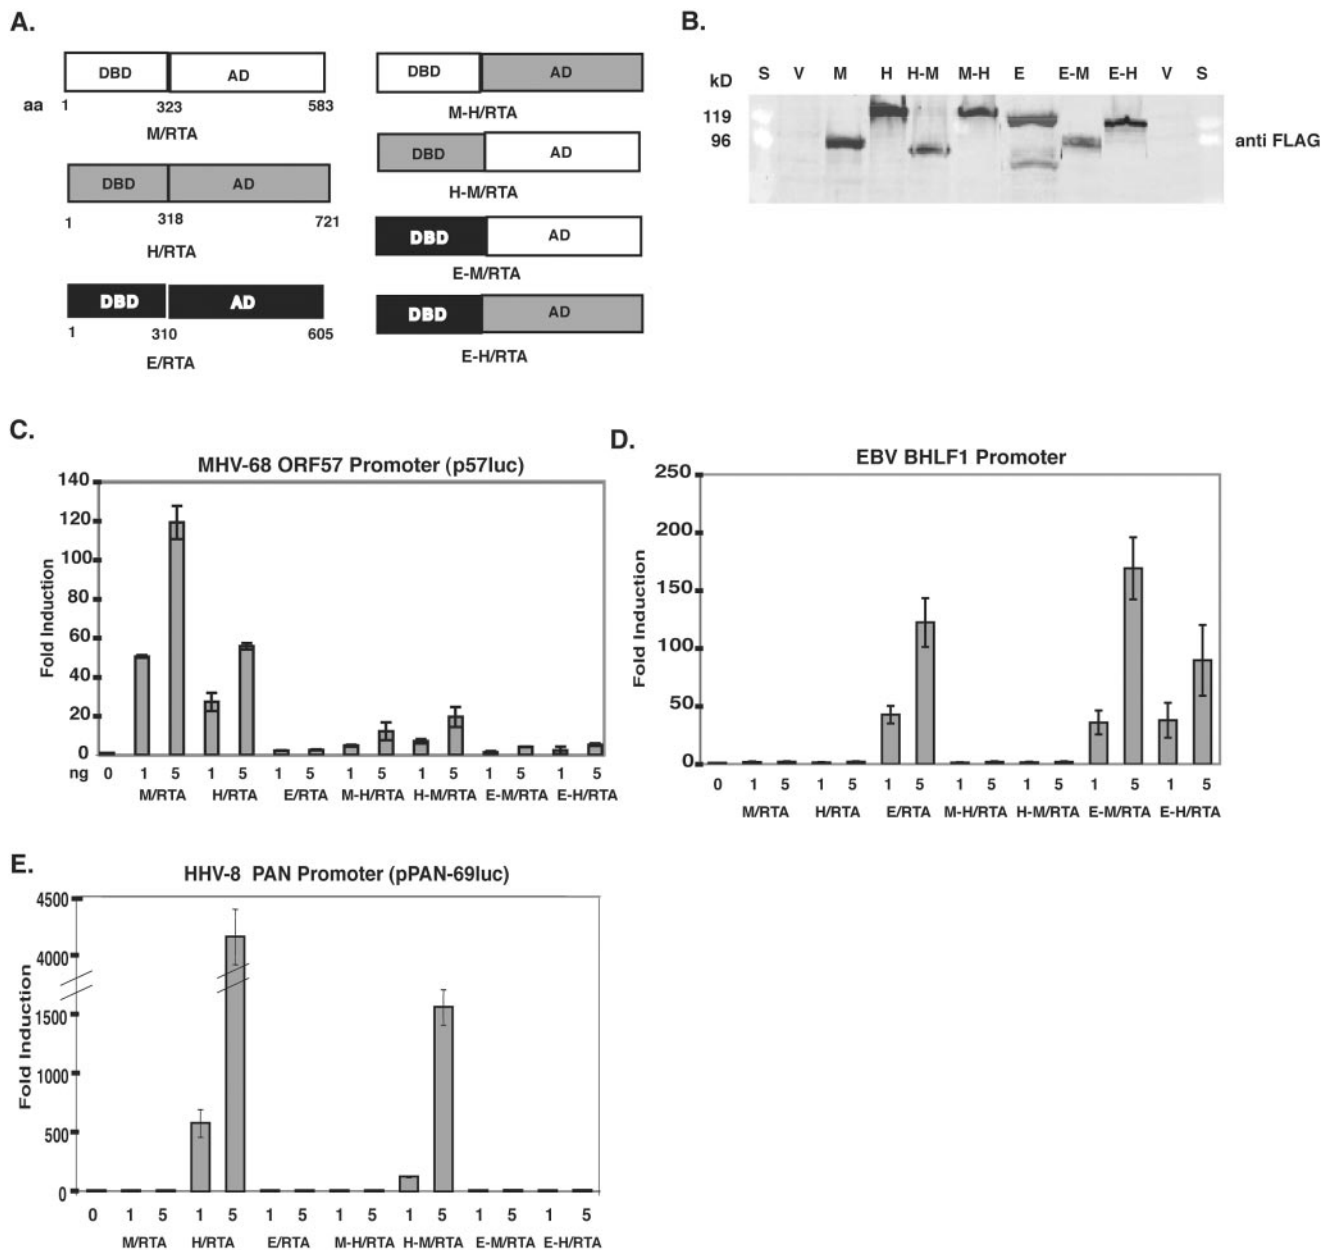 A.
DBD AD
aa 1 323 583
M/RTA
DBD AD
1 318 721
H/RTA
DBD AD
1 310 605
E/RTA
DBD AD
M-H/RTA
DBD AD
H-M/RTA
DBD AD
E-M/RTA
DBD AD
E-H/RTA
B.
kD S V M H H-M M-H E E-M E-H V S
119
96
anti FLAG
C.
MHV-68 ORF57 Promoter (p57luc)
Fold Induction
140
120
100
80
60
40
20
0
ng 0 1 5 1 5 1 5 1 5 1 5 1 5 1 5
M/RTA H/RTA E/RTA M-H/RTA H-M/RTA E-M/RTA E-H/RTA
D.
EBV BHLF1 Promoter
Fold Induction
250
200
150
100
50
0
0 1 5 1 5 1 5 1 5 1 5 1 5 1 5
M/RTA H/RTA E/RTA M-H/RTA H-M/RTA E-M/RTA E-H/RTA
E.
HHV-8 PAN Promoter (pPAN-69luc)
Fold Induction
4500
4000
1500
1000
500
0
0 1 5 1 5 1 5 1 5 1 5 1 5 1 5
M/RTA H/RTA E/RTA M-H/RTA H-M/RTA E-M/RTA E-H/RTA